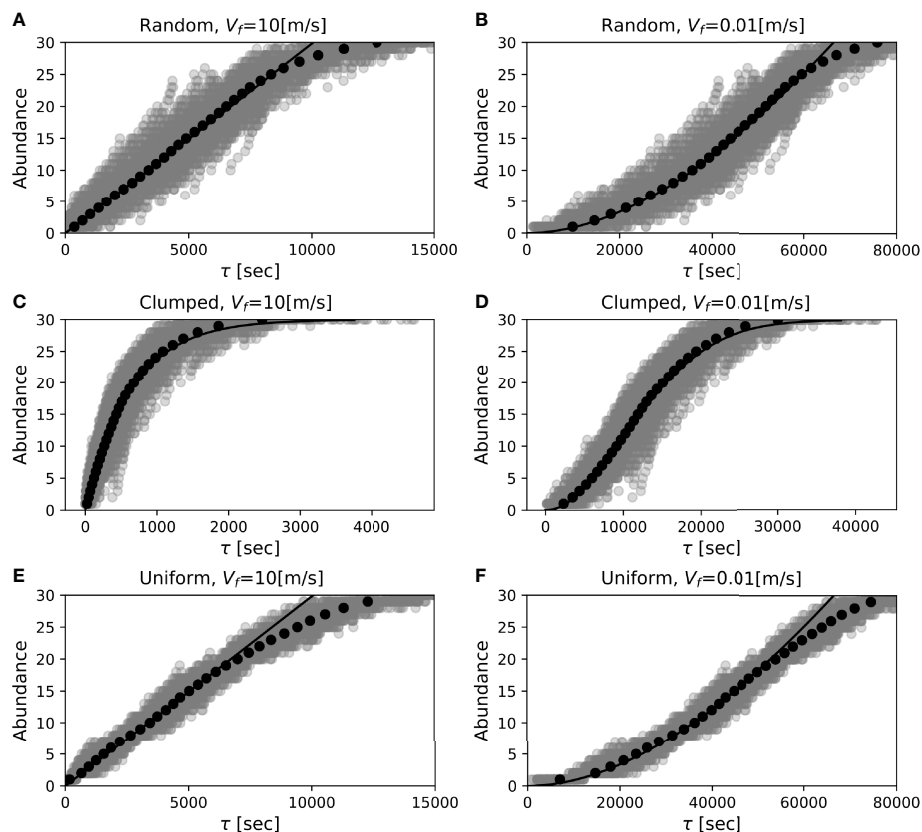 A
Random, V_f=10[m/s]
30
25
20
15
10
5
0
Abundance
0 5000 10000 15000
τ [sec]
B
Random, V_f=0.01[m/s]
30
25
20
15
10
5
0
Abundance
0 20000 40000 60000 80000
τ [sec]
C
Clumped, V_f=10[m/s]
30
25
20
15
10
5
0
Abundance
0 1000 2000 3000 4000
τ [sec]
D
Clumped, V_f=0.01[m/s]
30
25
20
15
10
5
0
Abundance
0 10000 20000 30000 40000
τ [sec]
E
Uniform, V_f=10[m/s]
30
25
20
15
10
5
0
Abundance
0 5000 10000 15000
τ [sec]
F
Uniform, V_f=0.01[m/s]
30
25
20
15
10
5
0
Abundance
0 20000 40000 60000 80000
τ [sec]